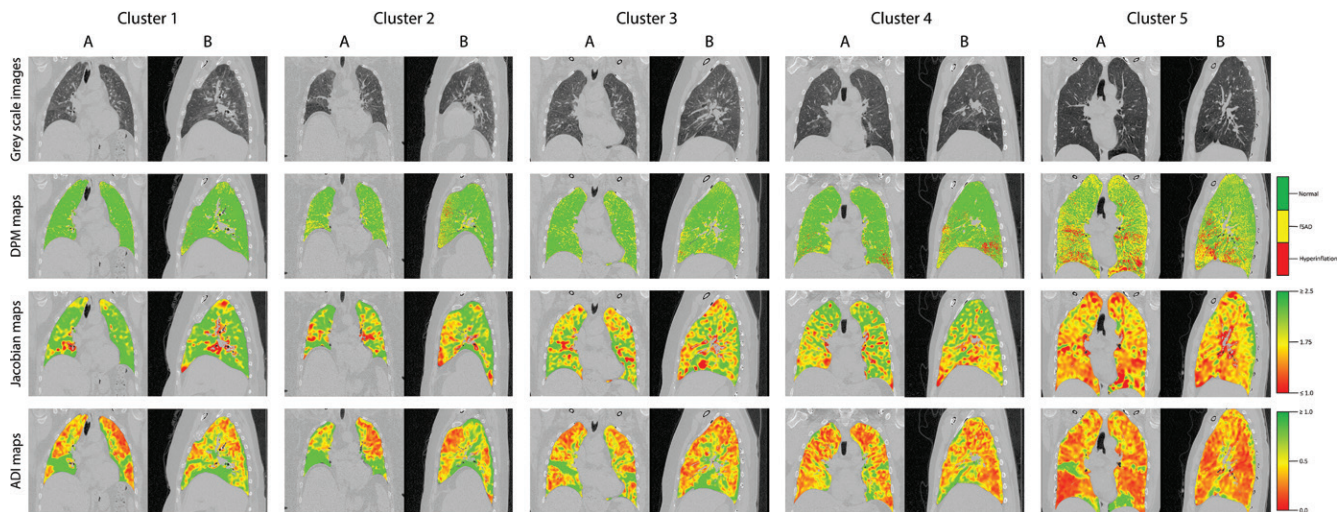 Cluster 1
Cluster 2
Cluster 3
Cluster 4
Cluster 5
A
B
A
B
A
B
A
B
A
B
Grey scale images
DPM maps
Normal
fSAD
Hyperinflation
Jacobian maps
≥ 2.5
1.75
≤ 1.0
ADI maps
≥ 1.0
0.5
0.0